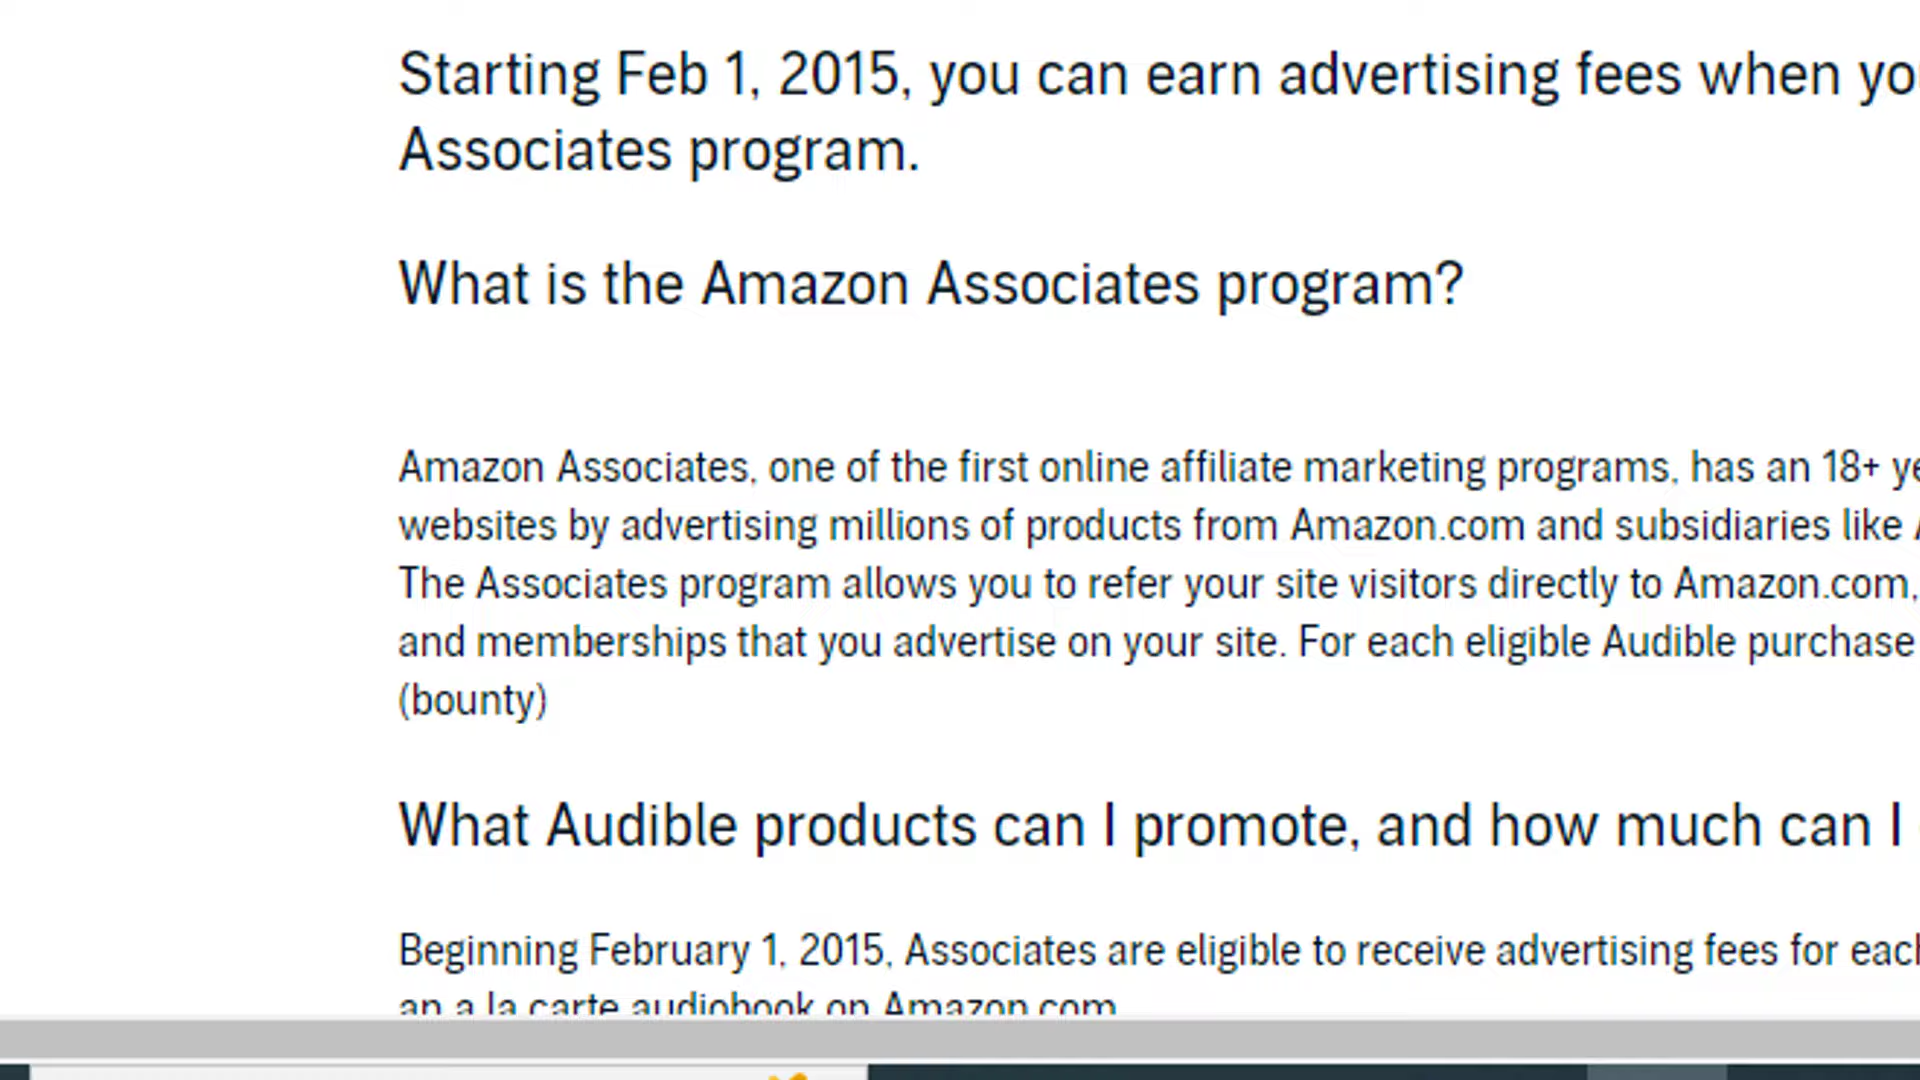 Starting Feb 1, 2015, you can earn advertising fees when yo
Associates program.
What is the Amazon Associates program?
Amazon Associates, one of the first online affiliate marketing programs, has an 18+ ye
websites by advertising millions of products from Amazon.com and subsidiaries like
The Associates program allows you to refer your site visitors directly to Amazon.com,
and memberships that you advertise on your site. For each eligible Audible purchase
(bounty)
What Audible products can I promote, and how much can I
Beginning February 1, 2015, Associates are eligible to receive advertising fees for each
an a la carte audiobook on Amazon.com